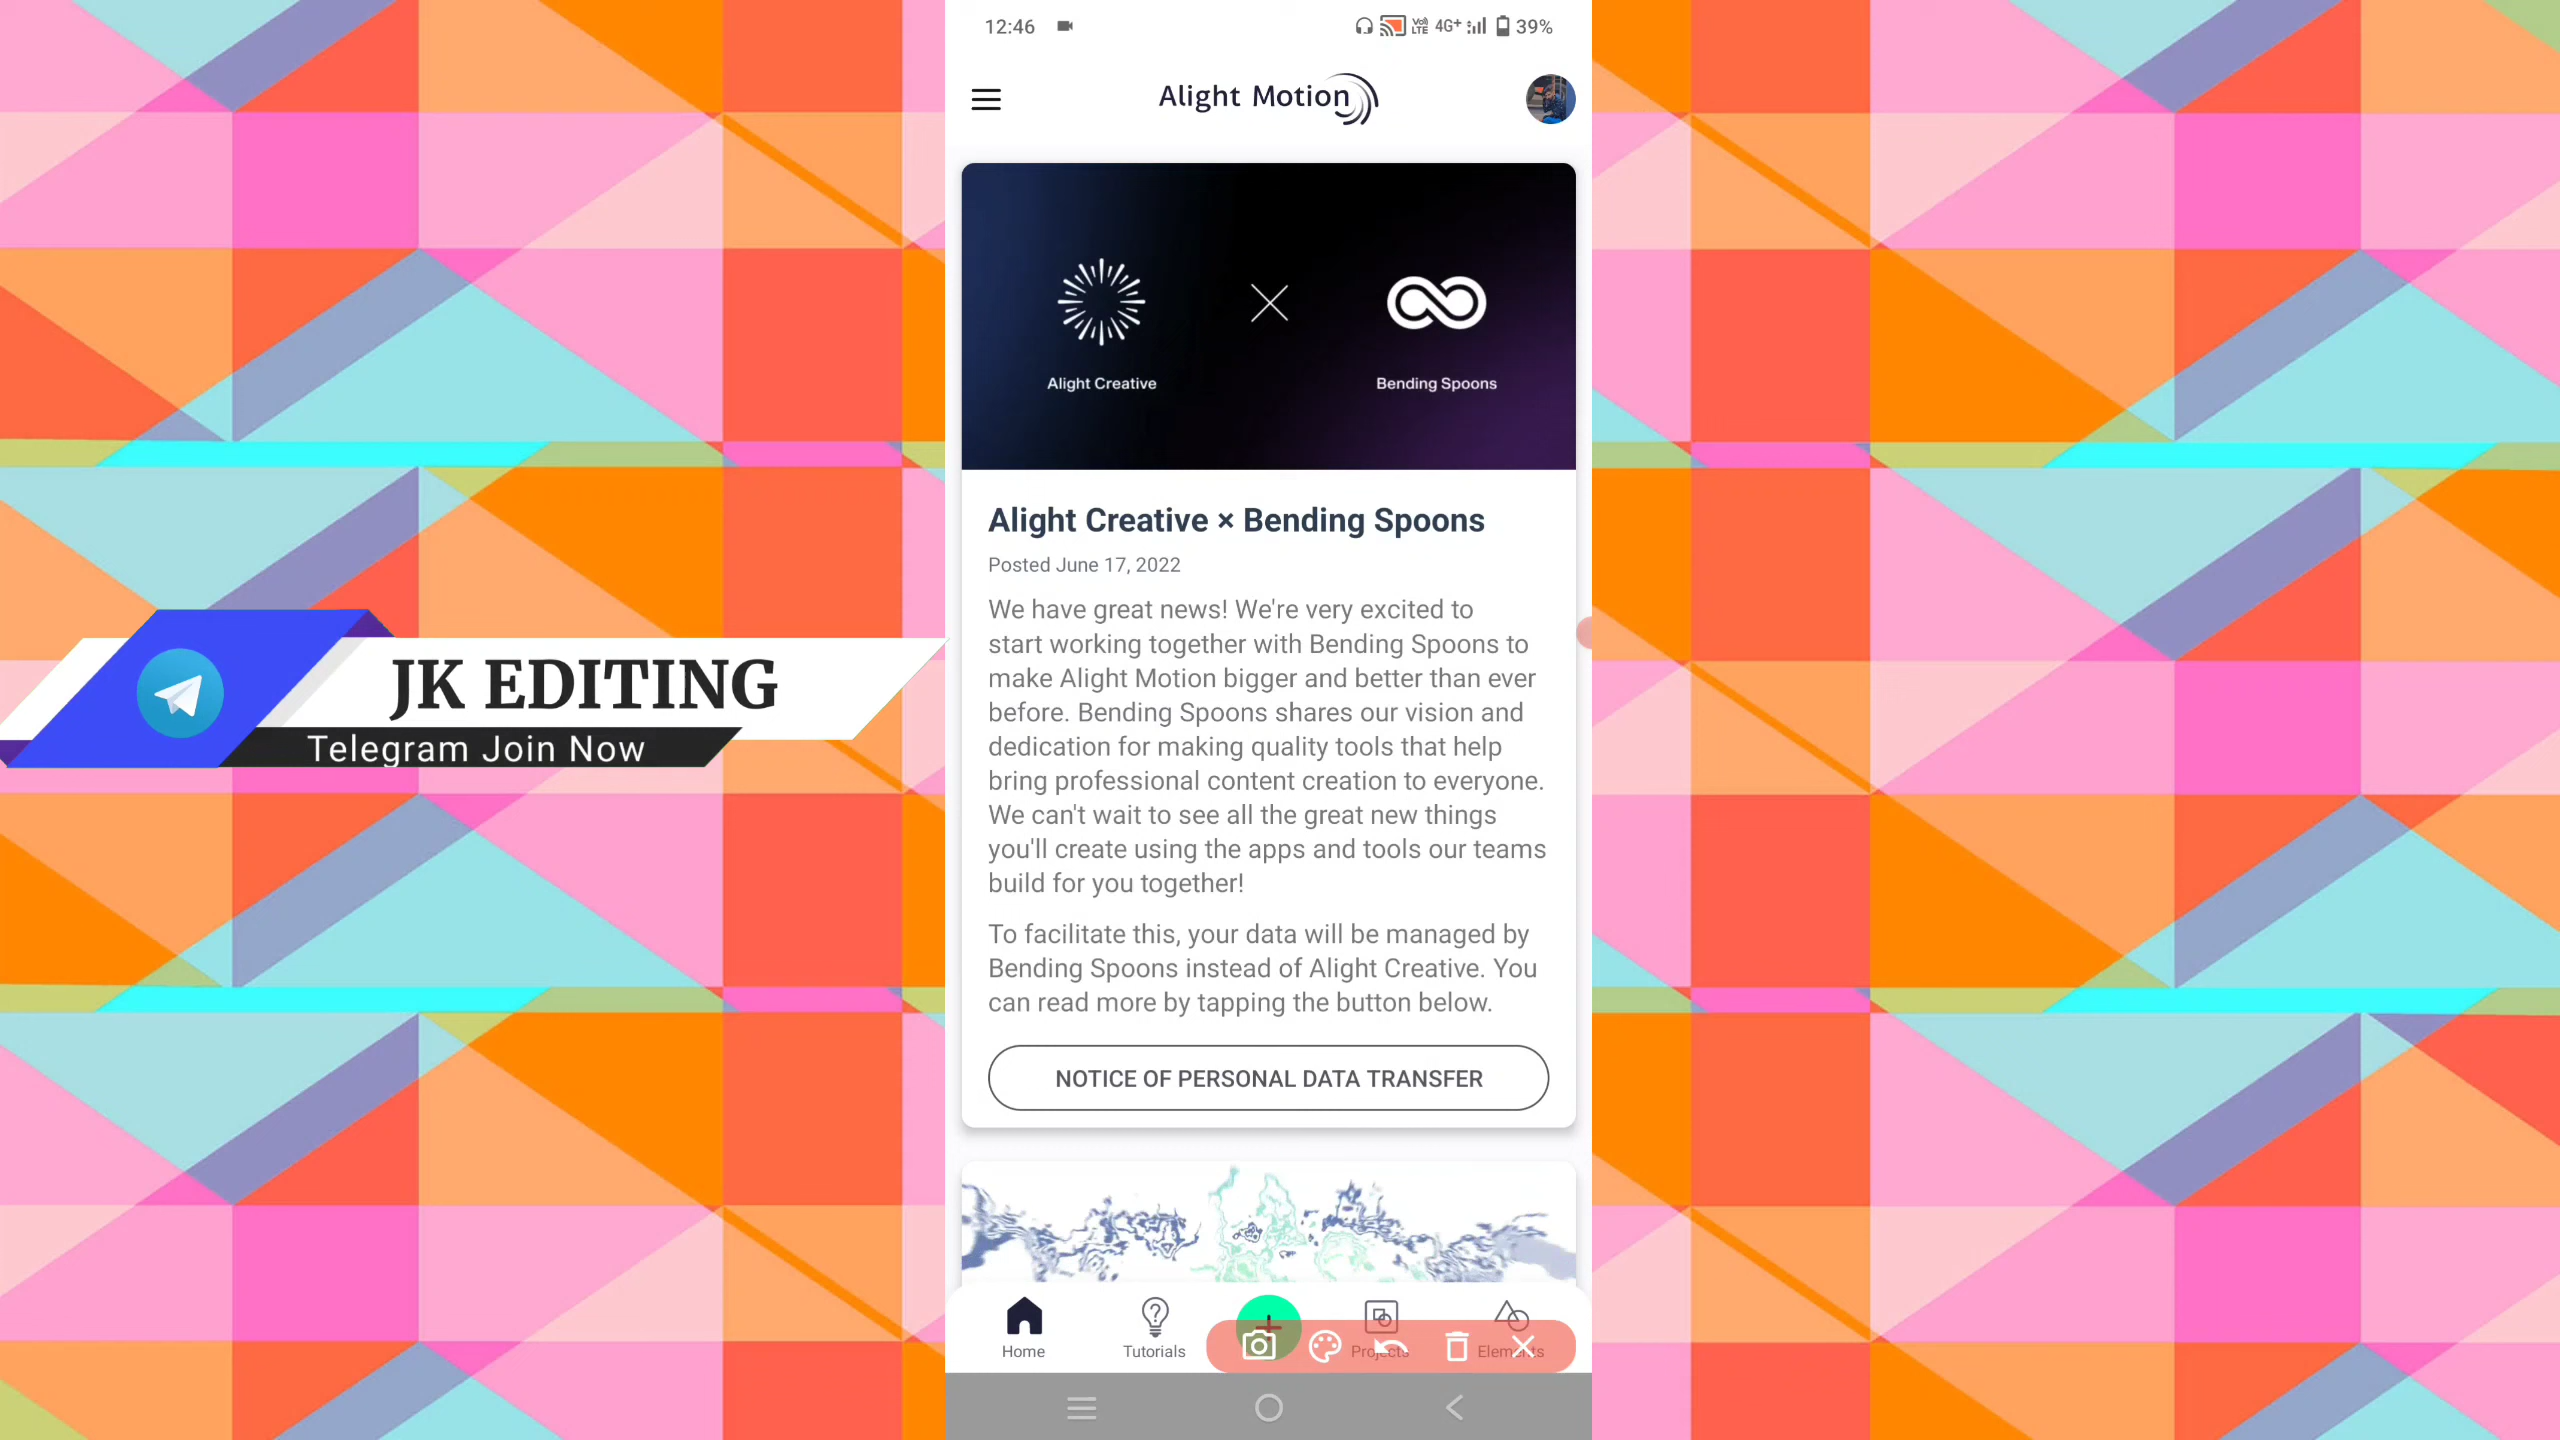 12:46
Vo) LTE 4G+ 39%
Alight Motion
Alight Creative
Bending Spoons
Alight Creative × Bending Spoons
Posted June 17, 2022
We have great news! We're very excited to
start working together with Bending Spoons to
make Alight Motion bigger and better than ever
before. Bending Spoons shares our vision and
dedication for making quality tools that help
bring professional content creation to everyone.
We can't wait to see all the great new things
you'll create using the apps and tools our teams
build for you together!
To facilitate this, your data will be managed by
Bending Spoons instead of Alight Creative. You
can read more by tapping the button below.
NOTICE OF PERSONAL DATA TRANSFER
Home
Tutorials
Projects
Elements
JK EDITING
Telegram Join Now